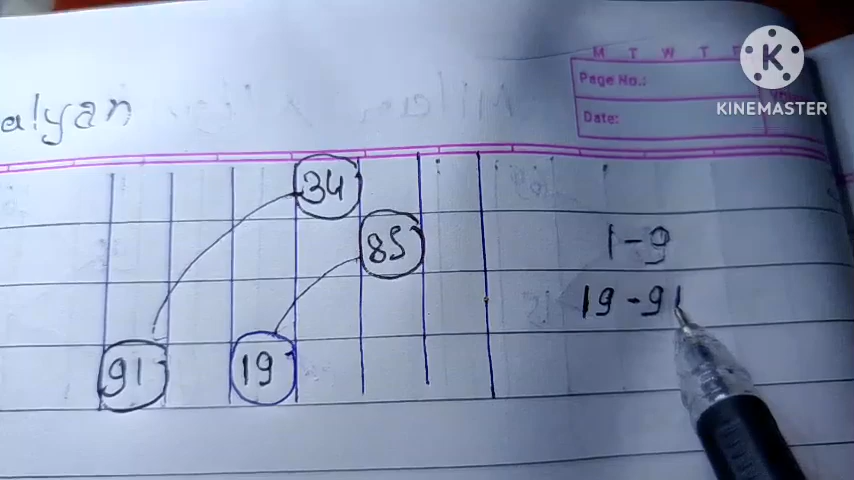 M T W T F
Page No.:
KINEMASTER
alyan
Date:
34
85
1-9
19-91
91 19